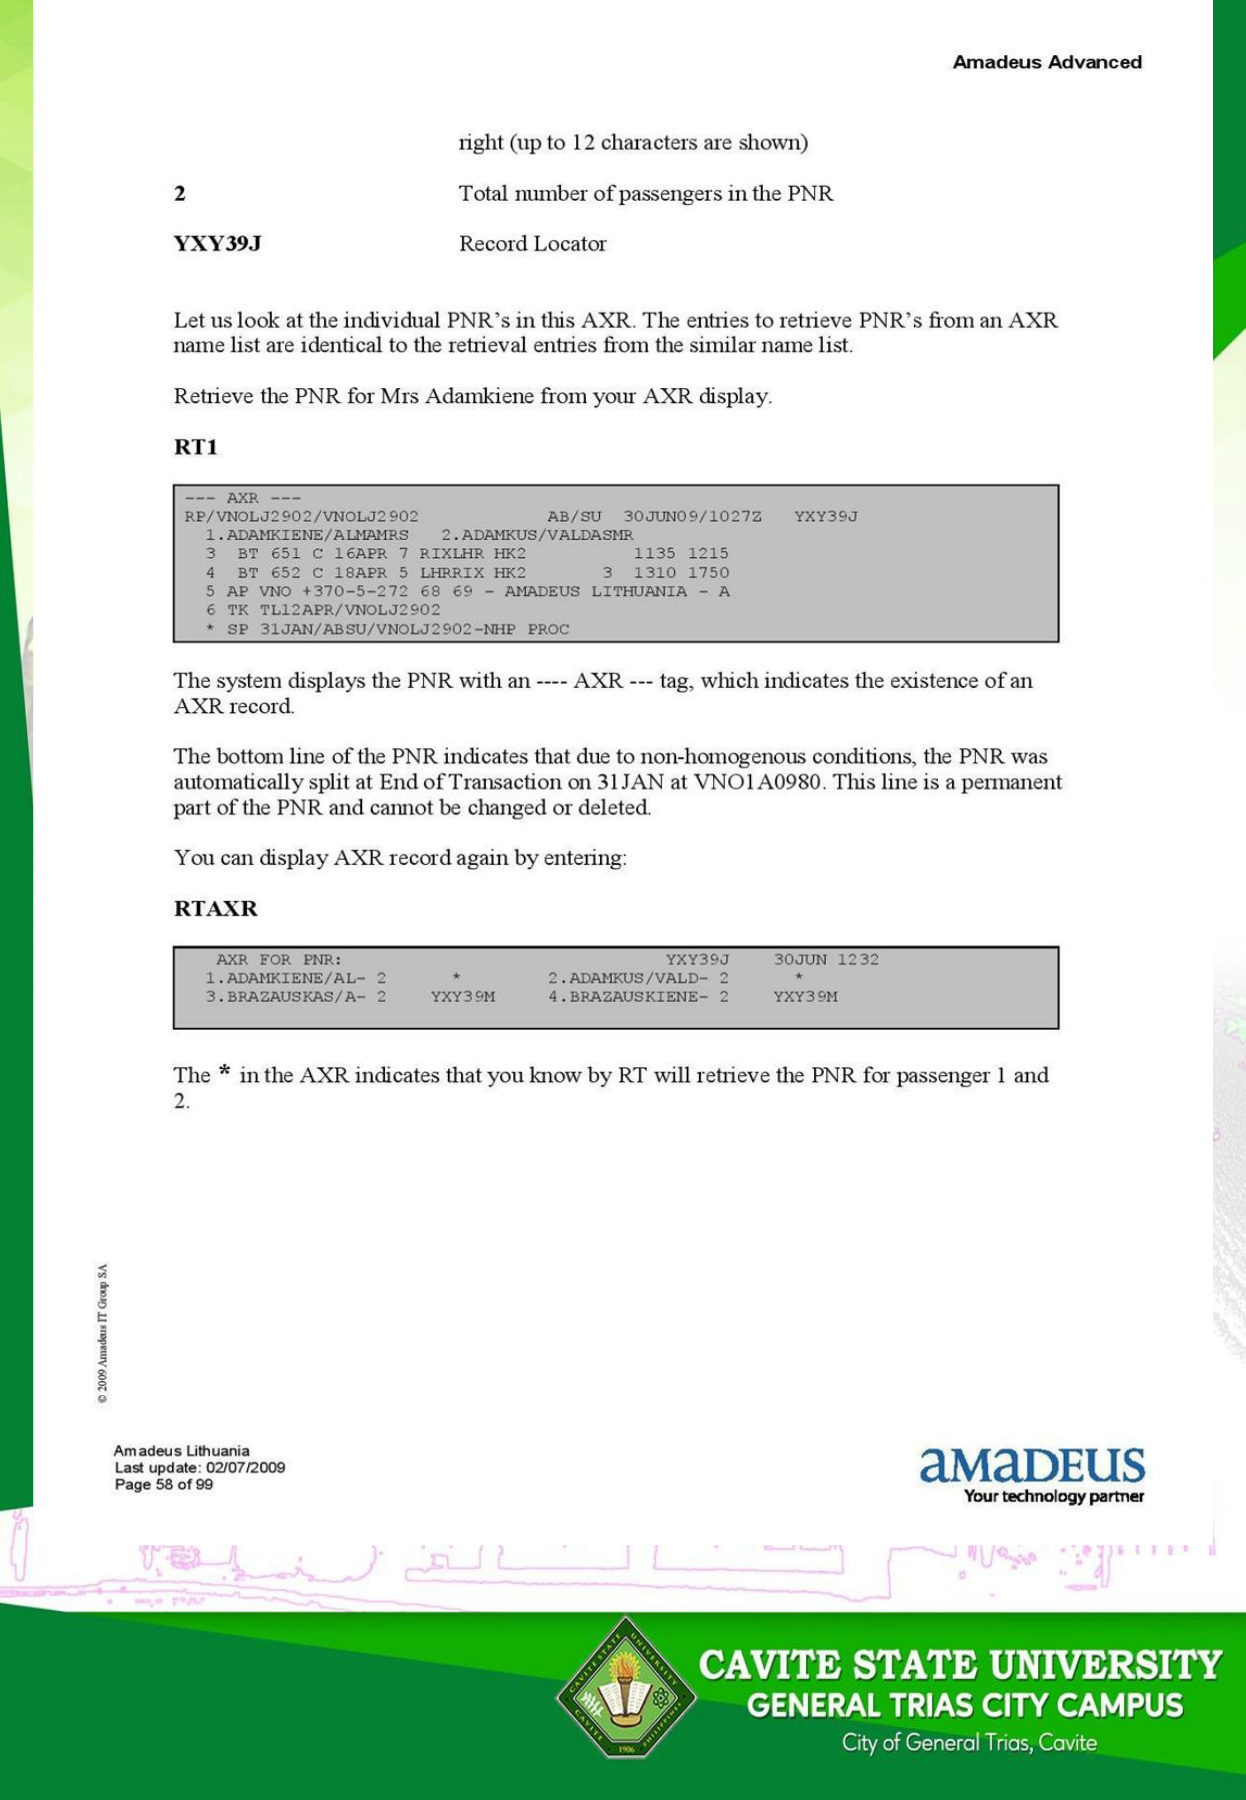 Amadeus Advanced
right (up to 12 characters are shown)
2 Total number of passengers in the PNR
YXY39J Record Locator
Let us look at the individual PNR’s in this AXR. The entries to retrieve PNR’s from an AXR
name list are identical to the retrieval entries from the similar name list.
Retrieve the PNR for Mrs Adamkiene from your AXR display.
RT1
--- AXR ---
RP/VNOLJ2902/VNOLJ2902 AB/SU 30JUN09/1027Z YXY39J
1.ADAMKIENE/ALMAMRS 2.ADAMKUS/VALDASMR
3 BT 651 C 16APR 7 RIXLHR HK2 1135 1215
4 BT 652 C 18APR 5 LHRRIX HK2 3 1310 1750
5 AP VNO +370-5-272 68 69 - AMADEUS LITHUANIA - A
6 TK TL12APR/VNOLJ2902
* SP 31JAN/ABSU/VNOLJ2902-NHP PROC
The system displays the PNR with an ---- AXR --- tag, which indicates the existence of an
AXR record.
The bottom line of the PNR indicates that due to non-homogenous conditions, the PNR was
automatically split at End of Transaction on 31JAN at VNO1A0980. This line is a permanent
part of the PNR and cannot be changed or deleted.
You can display AXR record again by entering:
RTAXR
AXR FOR PNR: YXY39J 30JUN 1232
1.ADAMKIENE/AL- 2 * 2.ADAMKUS/VALD- 2 *
3.BRAZAUSKAS/A- 2 YXY39M 4.BRAZAUSKIENE- 2 YXY39M
The * in the AXR indicates that you know by RT will retrieve the PNR for passenger 1 and
2.
© 2009 Amadeus IT Group SA
Amadeus Lithuania
Last update: 02/07/2009
Page 58 of 99
aMaDEUS
Your technology partner
CAVITE STATE UNIVERSITY
CAVITE PHILIPPINES
1906
CAVITE STATE UNIVERSITY
GENERAL TRIAS CITY CAMPUS
City of General Trias, Cavite